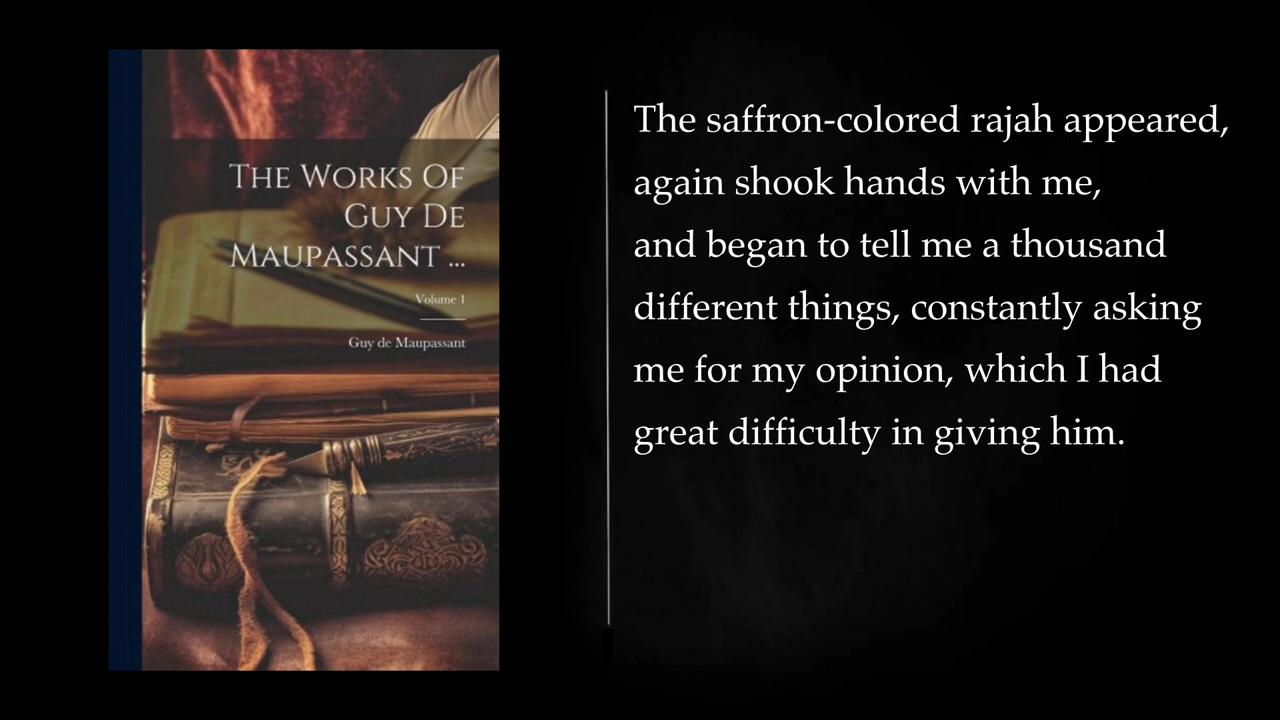 The Works Of
Guy De
Maupassant ...
Volume 1
Guy de Maupassant
The saffron-colored rajah appeared,
again shook hands with me,
and began to tell me a thousand
different things, constantly asking
me for my opinion, which I had
great difficulty in giving him.